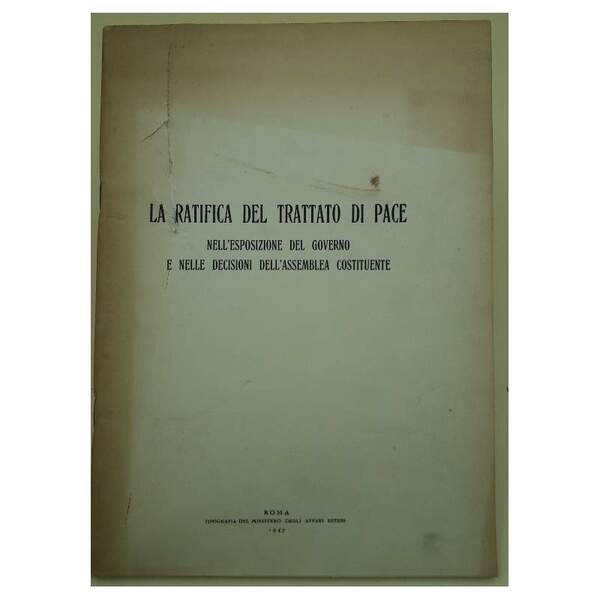 LA RATIFICA DEL TRATTATO DI PACE
NELL'ESPOSIZIONE DEL GOVERNO
E NELLE DECISIONI DELL'ASSEMBLEA COSTITUENTE
ROMA
TIPOGRAFIA DEL MINISTERO DEGLI AFFARI ESTERI
1947